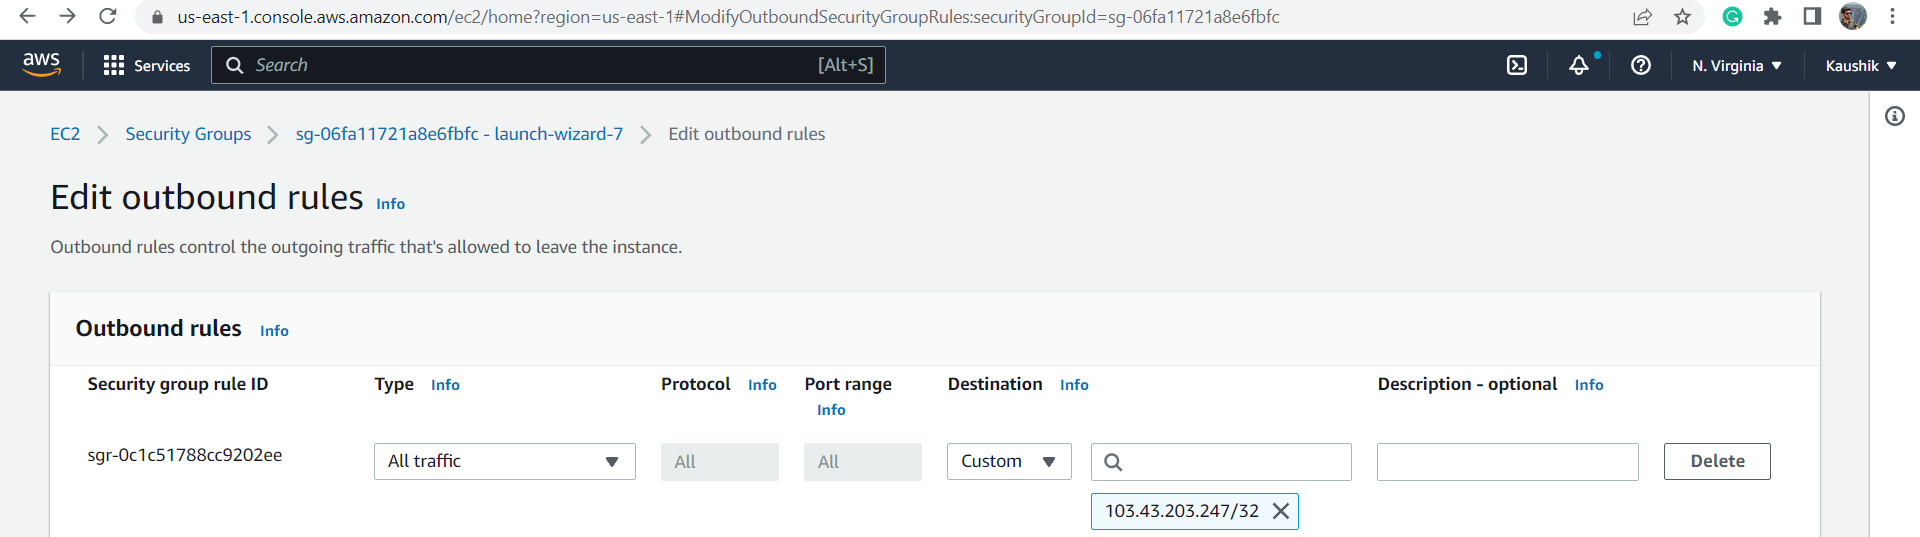 us-east-1.console.aws.amazon.com/ec2/home?region=us-east-1#ModifyOutboundSecurityGroupRules:securityGroupId=sg-06fa11721a8e6fbfc
aws Services Search [Alt+S] N. Virginia Kaushik
EC2 Security Groups sg-06fa11721a8e6fbfc - launch-wizard-7 Edit outbound rules
Edit outbound rules Info
Outbound rules control the outgoing traffic that's allowed to leave the instance.
Outbound rules Info
Security group rule ID Type Info Protocol Info Port range Info Destination Info Description - optional Info
sgr-0c1c51788cc9202ee All traffic All All Custom Delete
103.43.203.247/32